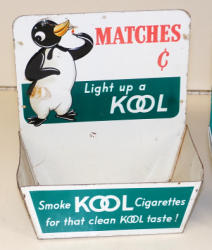 MATCHES
¢
Light up a
KOOL
Smoke KOOL Cigarettes
for that clean KOOL taste!